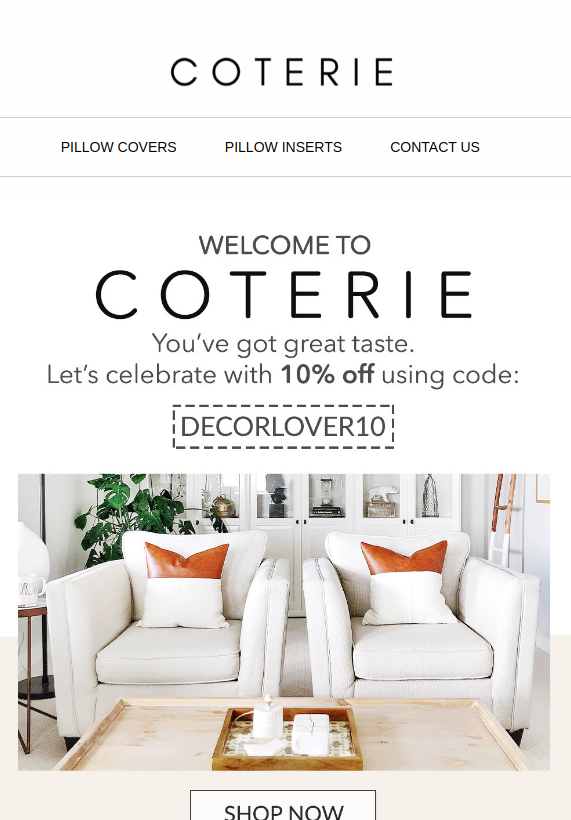 COTERIE
PILLOW COVERS PILLOW INSERTS CONTACT US
WELCOME TO
COTERIE
You've got great taste.
Let's celebrate with 10% off using code:
DECORLOVER10
SHOP NOW